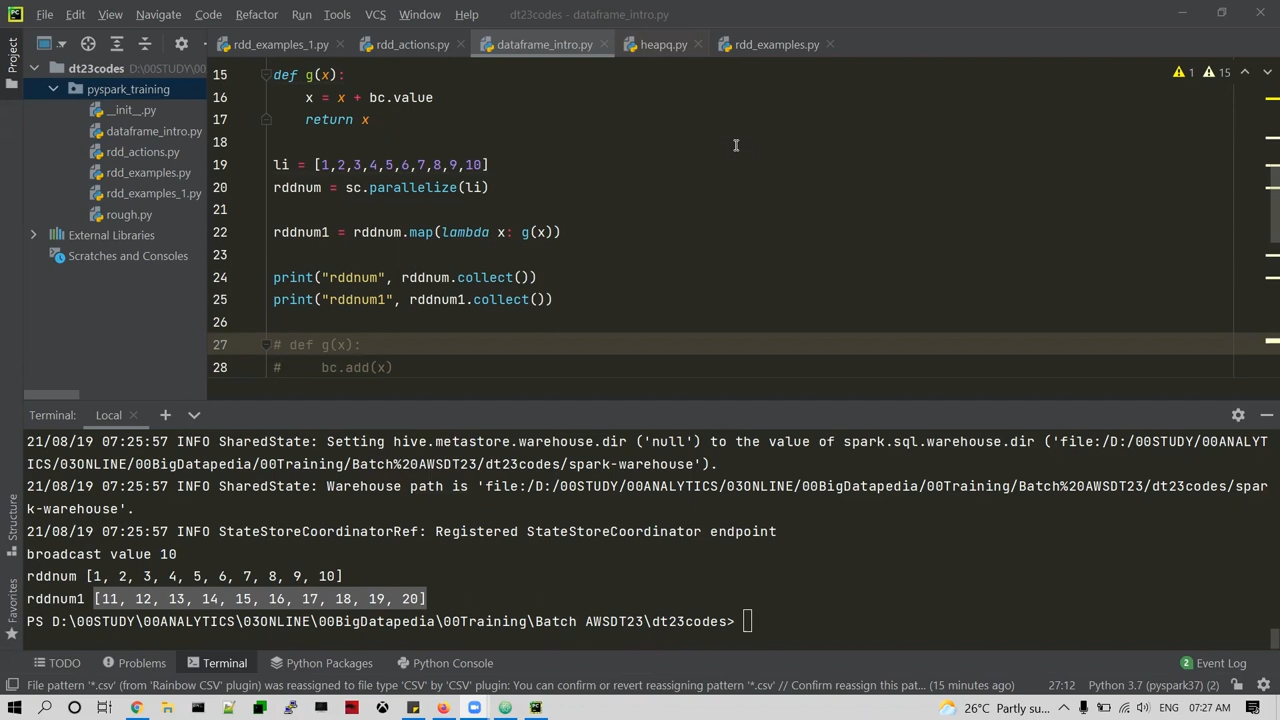 File Edit View Navigate Code Refactor Run Tools VCS Window Help dt23codes - dataframe_intro.py
rdd_examples_1.py rdd_actions.py dataframe_intro.py heapq.py rdd_examples.py
Project
dt23codes D:\00STUDY\00
pyspark_training
__init__.py
dataframe_intro.py
rdd_actions.py
rdd_examples.py
rdd_examples_1.py
rough.py
External Libraries
Scratches and Consoles
1 15
15 def g(x):
16 x = x + bc.value
17 return x
18
19 li = [1,2,3,4,5,6,7,8,9,10]
20 rddnum = sc.parallelize(li)
21
22 rddnum1 = rddnum.map(lambda x: g(x))
23
24 print("rddnum", rddnum.collect())
25 print("rddnum1", rddnum1.collect())
26
27 # def g(x):
28 # bc.add(x)
Terminal: Local
21/08/19 07:25:57 INFO SharedState: Setting hive.metastore.warehouse.dir ('null') to the value of spark.sql.warehouse.dir ('file:/D:/00STUDY/00ANALYT
ICS/03ONLINE/00BigDatapedia/00Training/Batch%20AWSDT23/dt23codes/spark-warehouse').
21/08/19 07:25:57 INFO SharedState: Warehouse path is 'file:/D:/00STUDY/00ANALYTICS/03ONLINE/00BigDatapedia/00Training/Batch%20AWSDT23/dt23codes/spar
k-warehouse'.
21/08/19 07:25:57 INFO StateStoreCoordinatorRef: Registered StateStoreCoordinator endpoint
broadcast value 10
rddnum [1, 2, 3, 4, 5, 6, 7, 8, 9, 10]
rddnum1 [11, 12, 13, 14, 15, 16, 17, 18, 19, 20]
PS D:\00STUDY\00ANALYTICS\03ONLINE\00BigDatapedia\00Training\Batch AWSDT23\dt23codes>
Structure
Favorites
TODO Problems Terminal Python Packages Python Console 2 Event Log
File pattern '*.csv' (from 'Rainbow CSV' plugin) was reassigned to file type 'CSV' by 'CSV' plugin: You can confirm or revert reassigning pattern '*.csv' // Confirm reassign this pat... (15 minutes ago) 27:12 Python 3.7 (pyspark37) (2)
26°C Partly su... 07:27 AM